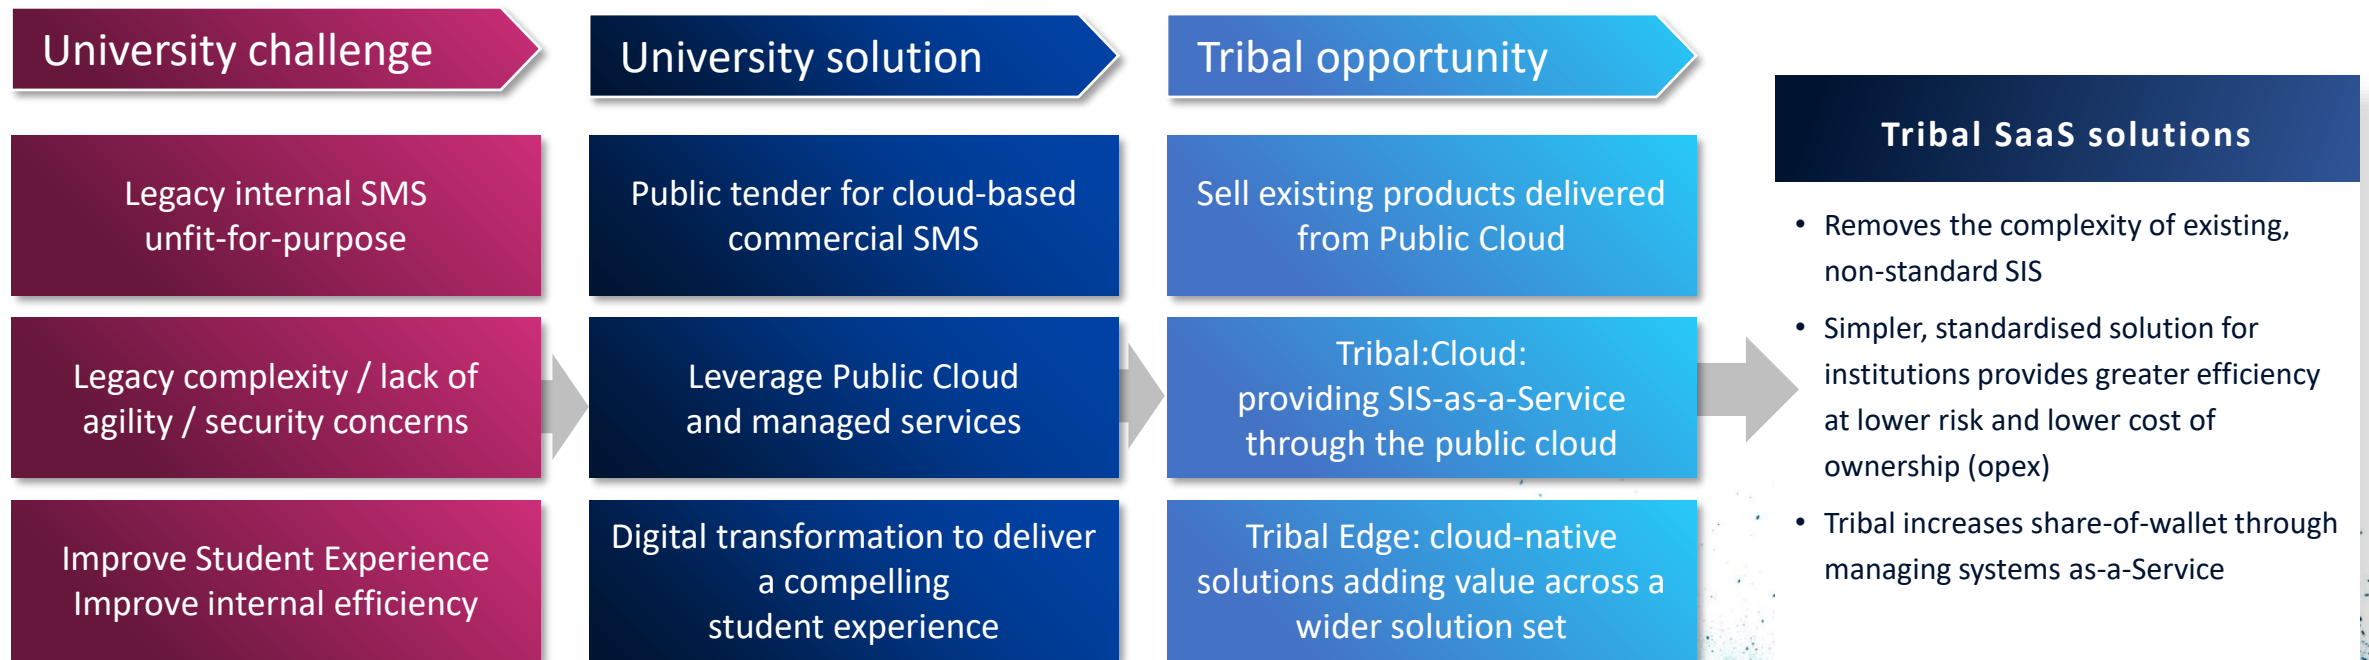 University challenge
University solution
Tribal opportunity
Legacy internal SMS
unfit-for-purpose
Public tender for cloud-based
commercial SMS
Sell existing products delivered
from Public Cloud
Legacy complexity / lack of
agility / security concerns
Leverage Public Cloud
and managed services
Tribal:Cloud:
providing SIS-as-a-Service
through the public cloud
Improve Student Experience
Improve internal efficiency
Digital transformation to deliver
a compelling
student experience
Tribal Edge: cloud-native
solutions adding value across a
wider solution set
Tribal SaaS solutions
• Removes the complexity of existing,
non-standard SIS
• Simpler, standardised solution for
institutions provides greater efficiency
at lower risk and lower cost of
ownership (opex)
• Tribal increases share-of-wallet through
managing systems as-a-Service